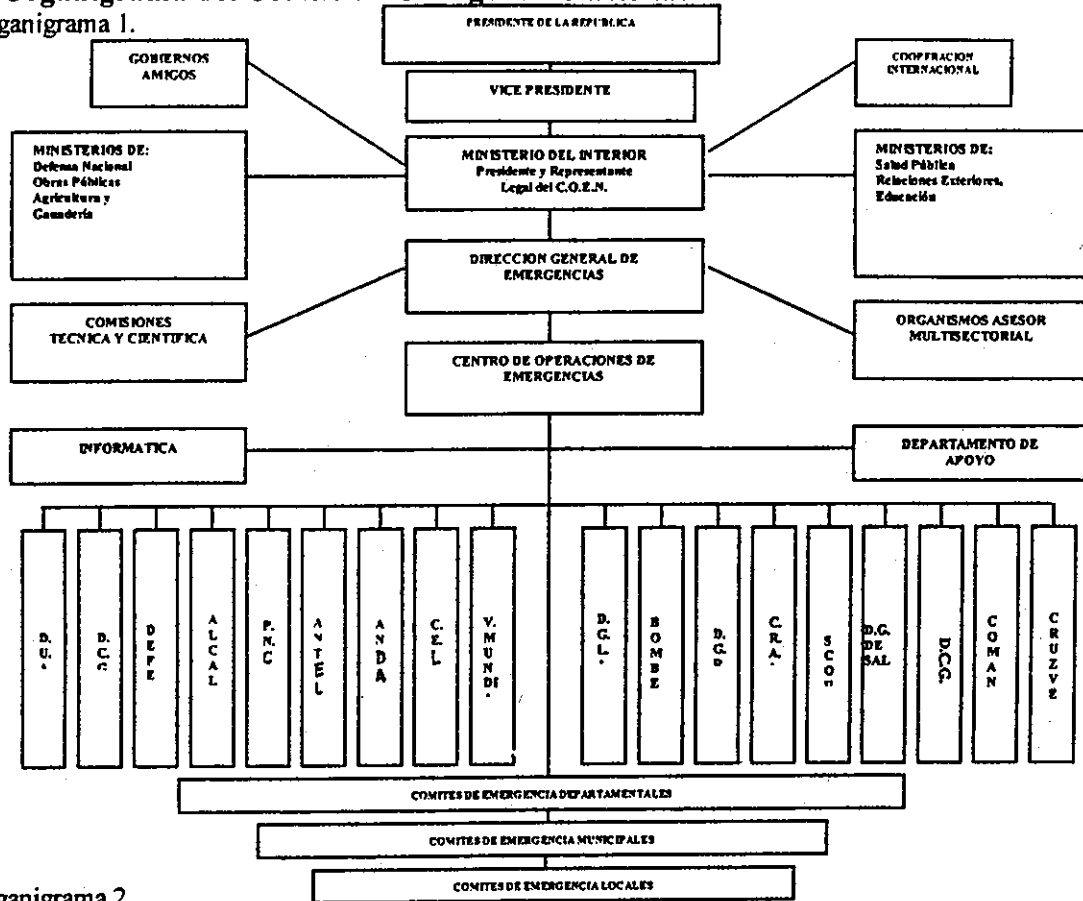 ganigrama 1.
PRESIDENTE DE LA REPUBLICA
GOBIERNOS
AMIGOS
COOPERACION
INTERNACIONAL
VICE PRESIDENTE
MINISTERIOS DE:
Defensa Nacional
Obras Públicas
Agricultura y
Ganadería
MINISTERIO DEL INTERIOR
Presidente y Representante
Legal del C.O.E.N.
MINISTERIOS DE:
Salud Pública
Relaciones Exteriores,
Educación
DIRECCION GENERAL DE
EMERGENCIAS
COMISIONES
TECNICA Y CIENTIFICA
ORGANISMOS ASESOR
MULTISECTORIAL
CENTRO DE OPERACIONES DE
EMERGENCIAS
INFORMATICA
DEPARTAMENTO DE
APOYO
D.U.
DEFE
ALCAL
P.N.C
ANTEL
ANDA
C.E.L
V.MUNDI
D.G.L.
BOMBE
C.R.A.
D.G.
DE
SAL
D.C.G.
COMAN
CRUZVE
COMITES DE EMERGENCIA DEPARTAMENTALES
COMITES DE EMERGENCIA MUNICIPALES
COMITES DE EMERGENCIA LOCALES
ganigrama 2